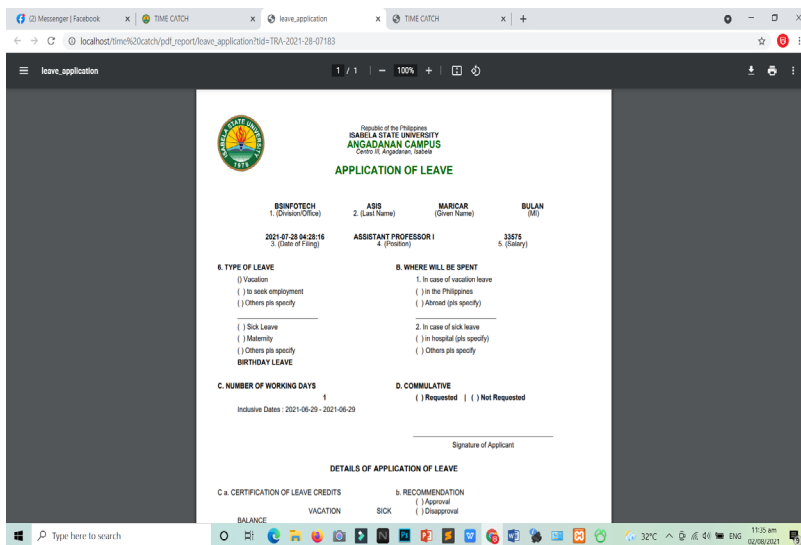 (2) Messenger | Facebook
TIME CATCH
leave_application
TIME CATCH
localhost/time%20catch/pdf_report/leave_application?tid=TRA-2021-28-07183
leave_application
1 / 1
100%
ISABELA STATE UNIVERSITY
1978
Republic of the Philippines
ISABELA STATE UNIVERSITY
ANGADANAN CAMPUS
Centro III, Angadanan, Isabela
APPLICATION OF LEAVE
BSINFOTECH ASIS MARICAR BULAN
1. (Division/Office) 2. (Last Name) (Given Name) (MI)
2021-07-28 04:28:16 ASSISTANT PROFESSOR I 33575
3. (Date of Filing) 4. (Position) 5. (Salary)
6. TYPE OF LEAVE
() Vacation
( ) to seek employment
( ) Others pls specify
( ) Sick Leave
( ) Maternity
( ) Others pls specify
BIRTHDAY LEAVE
B. WHERE WILL BE SPENT
1. In case of vacation leave
( ) in the Philippines
( ) Abroad (pls specify)
2. In case of sick leave
( ) in hospital (pls specify)
( ) Others pls specify
C. NUMBER OF WORKING DAYS
1
Inclusive Dates : 2021-06-29 - 2021-06-29
D. COMMULATIVE
( ) Requested | ( ) Not Requested
Signature of Applicant
DETAILS OF APPLICATION OF LEAVE
C a. CERTIFICATION OF LEAVE CREDITS
VACATION SICK
BALANCE
b. RECOMMENDATION
( ) Approval
( ) Disapproval
Type here to search
32°C
ENG
11:35 am
02/08/2021